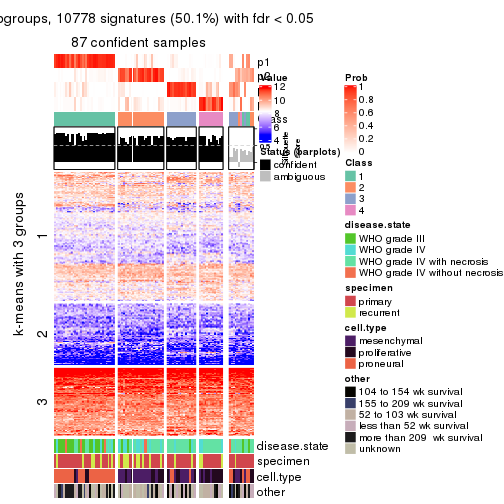 ogroups, 10778 signatures (50.1%) with fdr < 0.05
87 confident samples
p1
p2
Value
12
10
8
6
4
Prob
1
0.8
0.6
0.4
0.2
0
Silhouette
score
Status (barplots)
confident
ambiguous
Class
1
2
3
4
disease.state
WHO grade III
WHO grade IV
WHO grade IV with necrosis
WHO grade IV without necrosis
specimen
primary
recurrent
cell.type
mesenchymal
proliferative
proneural
other
104 to 154 wk survival
155 to 209 wk survival
52 to 103 wk survival
less than 52 wk survival
more than 209 wk survival
unknown
k-means with 3 groups
1
2
3
disease.state
specimen
cell.type
other